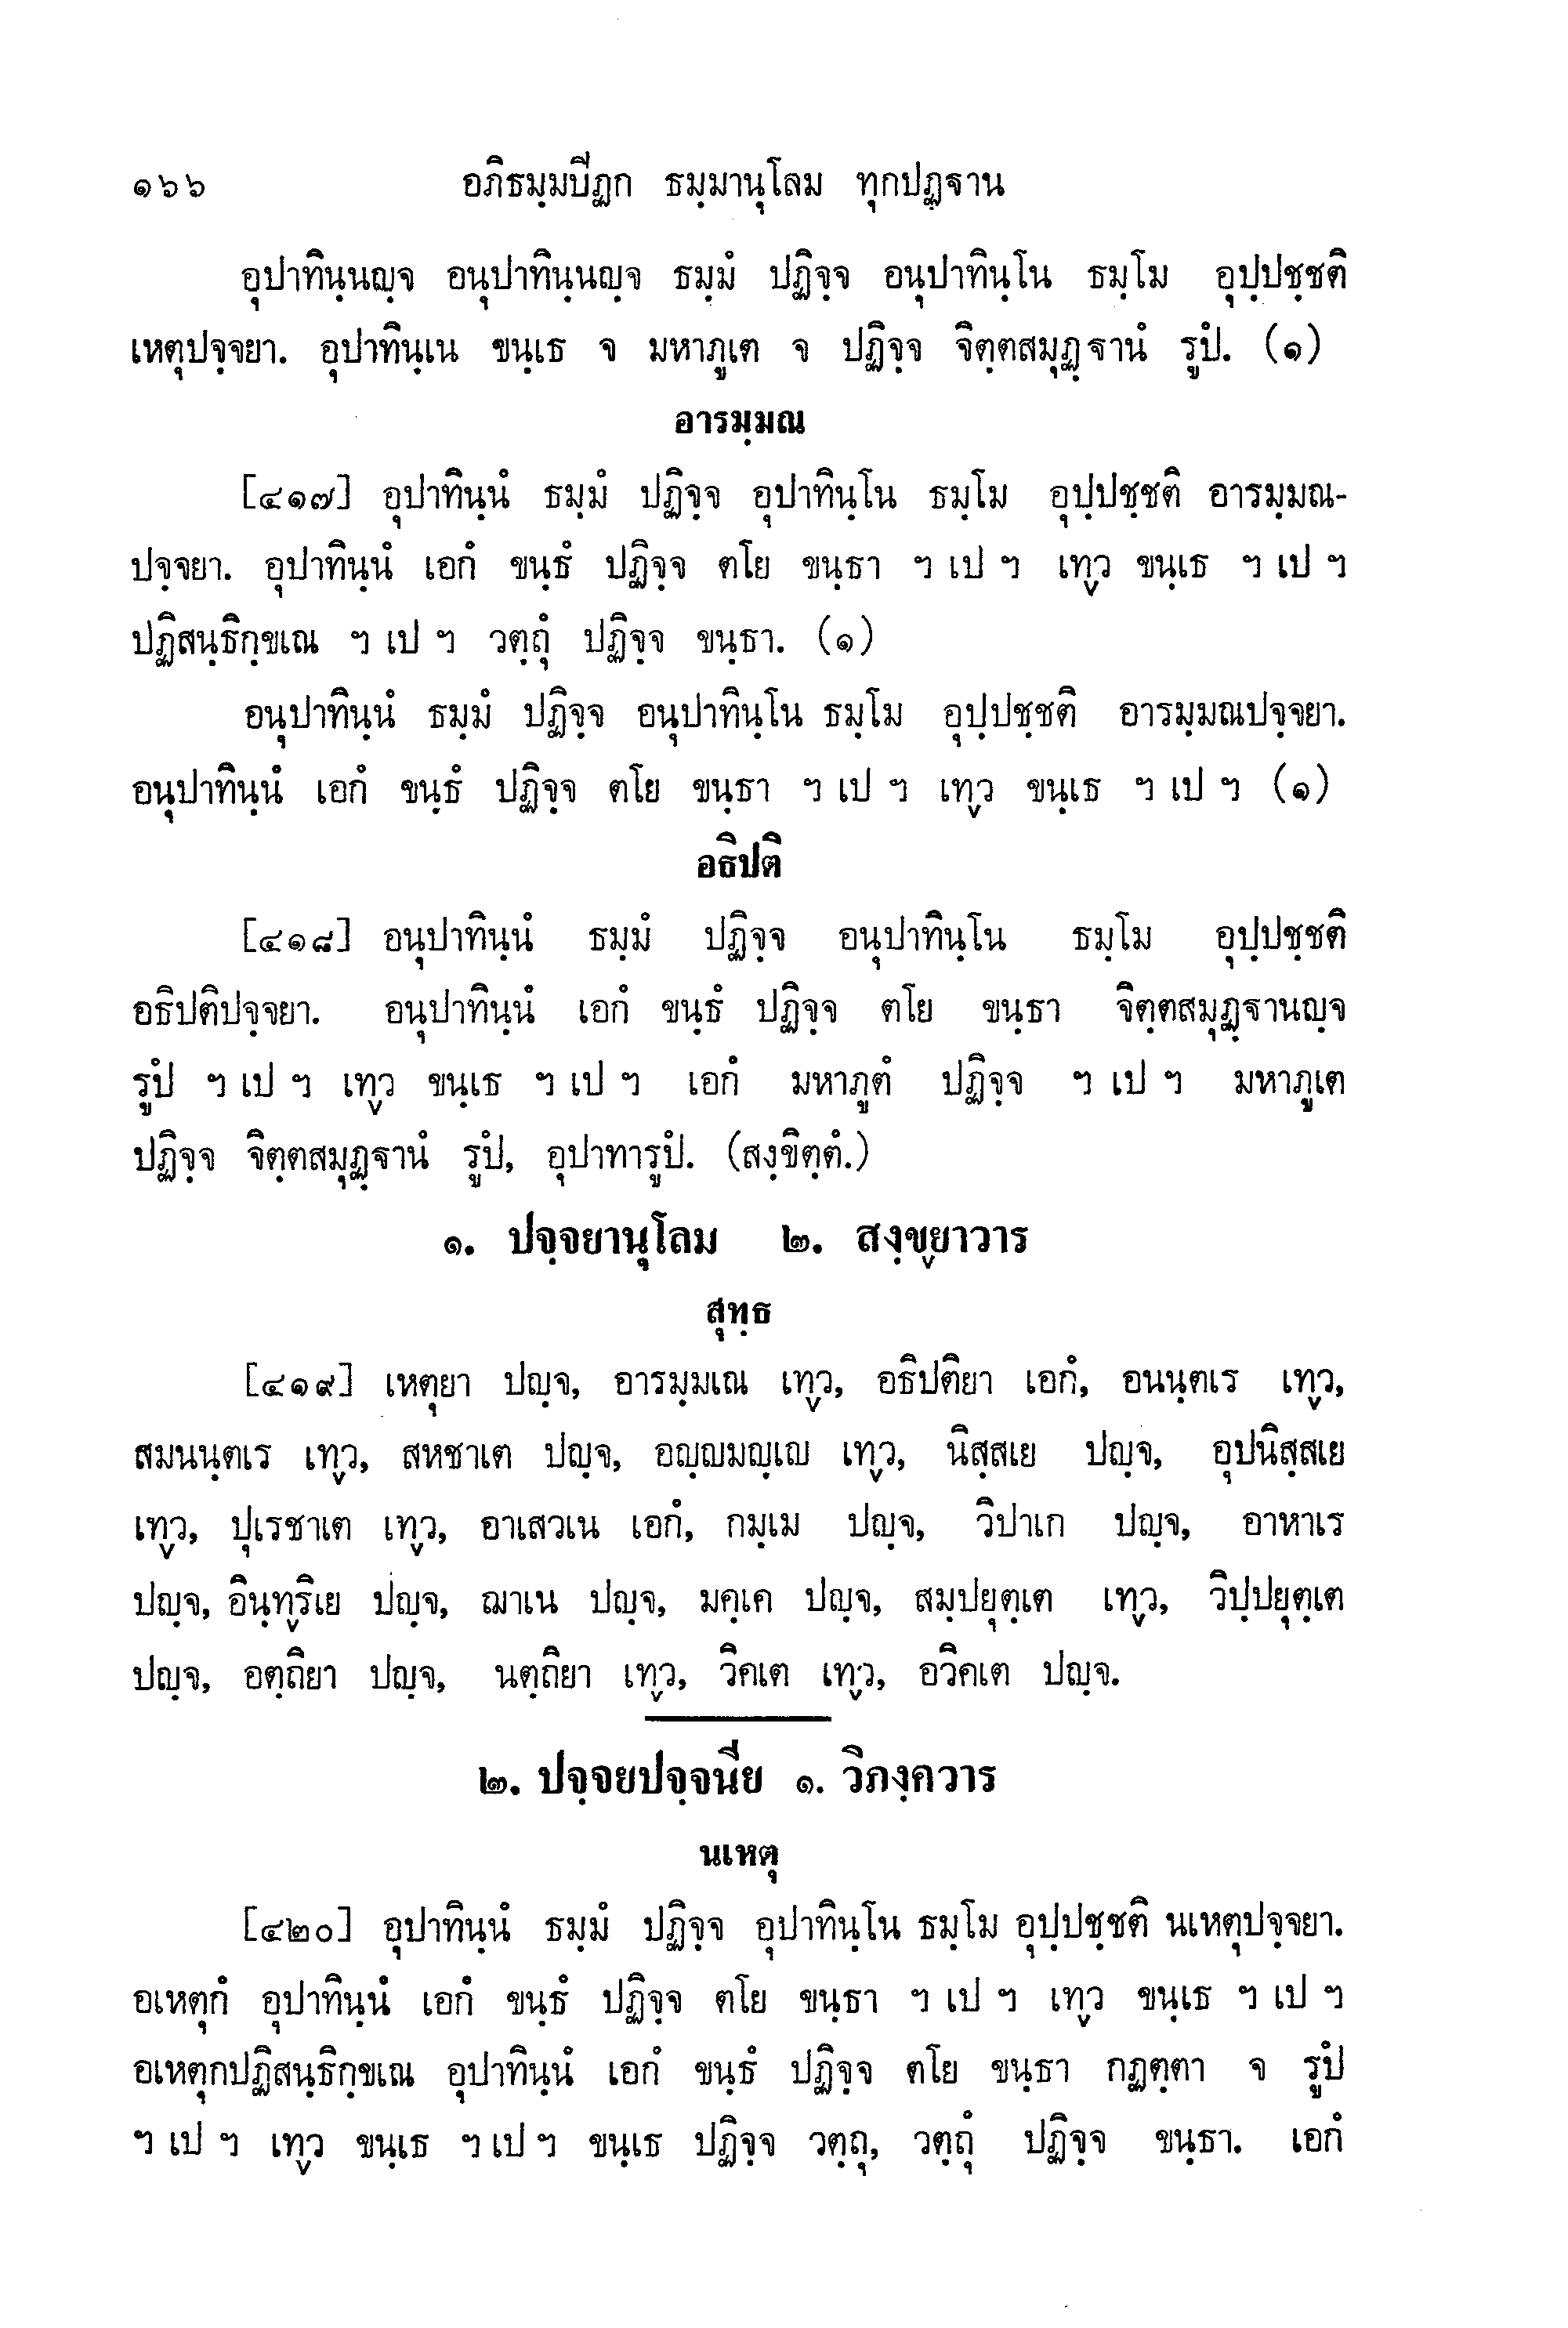 ๑๖๖ อภิธมฺมปีฏก ธมฺมานุโลม ทุกปฏฺฐาน
อุปาทินฺนญฺจ อนุปาทินฺนญฺจ ธมฺมํ ปฏิจฺจ อนุปาทินฺโน ธมฺโม อุปฺปชฺชติ
เหตุปจฺจยา. อุปาทินฺเน ขนฺเธ จ มหาภูเต จ ปฏิจฺจ จิตฺตสมุฏฺฐานํ รูปํ. (๑)
อารมฺมณ
[๔๑๗] อุปาทินฺนํ ธมฺมํ ปฏิจฺจ อุปาทินฺโน ธมฺโม อุปฺปชฺชติ อารมฺมณ-
ปจฺจยา. อุปาทินฺนํ เอกํ ขนฺธํ ปฏิจฺจ ตโย ขนฺธา ฯ เป ฯ เทฺว ขนฺเธ ฯ เป ฯ
ปฏิสนฺธิกฺขเณ ฯ เป ฯ วตฺถุํ ปฏิจฺจ ขนฺธา. (๑)
อนุปาทินฺนํ ธมฺมํ ปฏิจฺจ อนุปาทินฺโน ธมฺโม อุปฺปชฺชติ อารมฺมณปจฺจยา.
อนุปาทินฺนํ เอกํ ขนฺธํ ปฏิจฺจ ตโย ขนฺธา ฯ เป ฯ เทฺว ขนฺเธ ฯ เป ฯ (๑)
อธิปติ
[๔๑๘] อนุปาทินฺนํ ธมฺมํ ปฏิจฺจ อนุปาทินฺโน ธมฺโม อุปฺปชฺชติ
อธิปติปจฺจยา. อนุปาทินฺนํ เอกํ ขนฺธํ ปฏิจฺจ ตโย ขนฺธา จิตฺตสมุฏฺฐานญฺจ
รูปํ ฯ เป ฯ เทฺว ขนฺเธ ฯ เป ฯ เอกํ มหาภูตํ ปฏิจฺจ ฯ เป ฯ มหาภูเต
ปฏิจฺจ จิตฺตสมุฏฺฐานํ รูปํ, อุปาทารูปํ. (สงฺขิตฺตํ.)
๑. ปจฺจยานุโลม ๒. สงฺขฺยาวาร
สุทฺธ
[๔๑๙] เหตุยา ปญฺจ, อารมฺมเณ เทฺว, อธิปติยา เอกํ, อนนฺตเร เทฺว,
สมนนฺตเร เทฺว, สหชาเต ปญฺจ, อญฺญมญฺเญ เทฺว, นิสฺสเย ปญฺจ, อุปนิสฺสเย
เทฺว, ปุเรชาเต เทฺว, อาเสวเน เอกํ, กมฺเม ปญฺจ, วิปาเก ปญฺจ, อาหาเร
ปญฺจ, อินฺทฺริเย ปญฺจ, ฌาเน ปญฺจ, มคฺเค ปญฺจ, สมฺปยุตฺเต เทฺว, วิปฺปยุตฺเต
ปญฺจ, อตฺถิยา ปญฺจ, นตฺถิยา เทฺว, วิคเต เทฺว, อวิคเต ปญฺจ.
๒. ปจฺจยปจฺจนีย ๑. วิภงฺควาร
นเหตุ
[๔๒๐] อุปาทินฺนํ ธมฺมํ ปฏิจฺจ อุปาทินฺโน ธมฺโม อุปฺปชฺชติ นเหตุปจฺจยา.
อเหตุกํ อุปาทินฺนํ เอกํ ขนฺธํ ปฏิจฺจ ตโย ขนฺธา ฯ เป ฯ เทฺว ขนฺเธ ฯ เป ฯ
อเหตุกปฏิสนฺธิกฺขเณ อุปาทินฺนํ เอกํ ขนฺธํ ปฏิจฺจ ตโย ขนฺธา กฏตฺตา จ รูปํ
ฯ เป ฯ เทฺว ขนฺเธ ฯ เป ฯ ขนฺเธ ปฏิจฺจ วตฺถุ, วตฺถุํ ปฏิจฺจ ขนฺธา. เอกํ